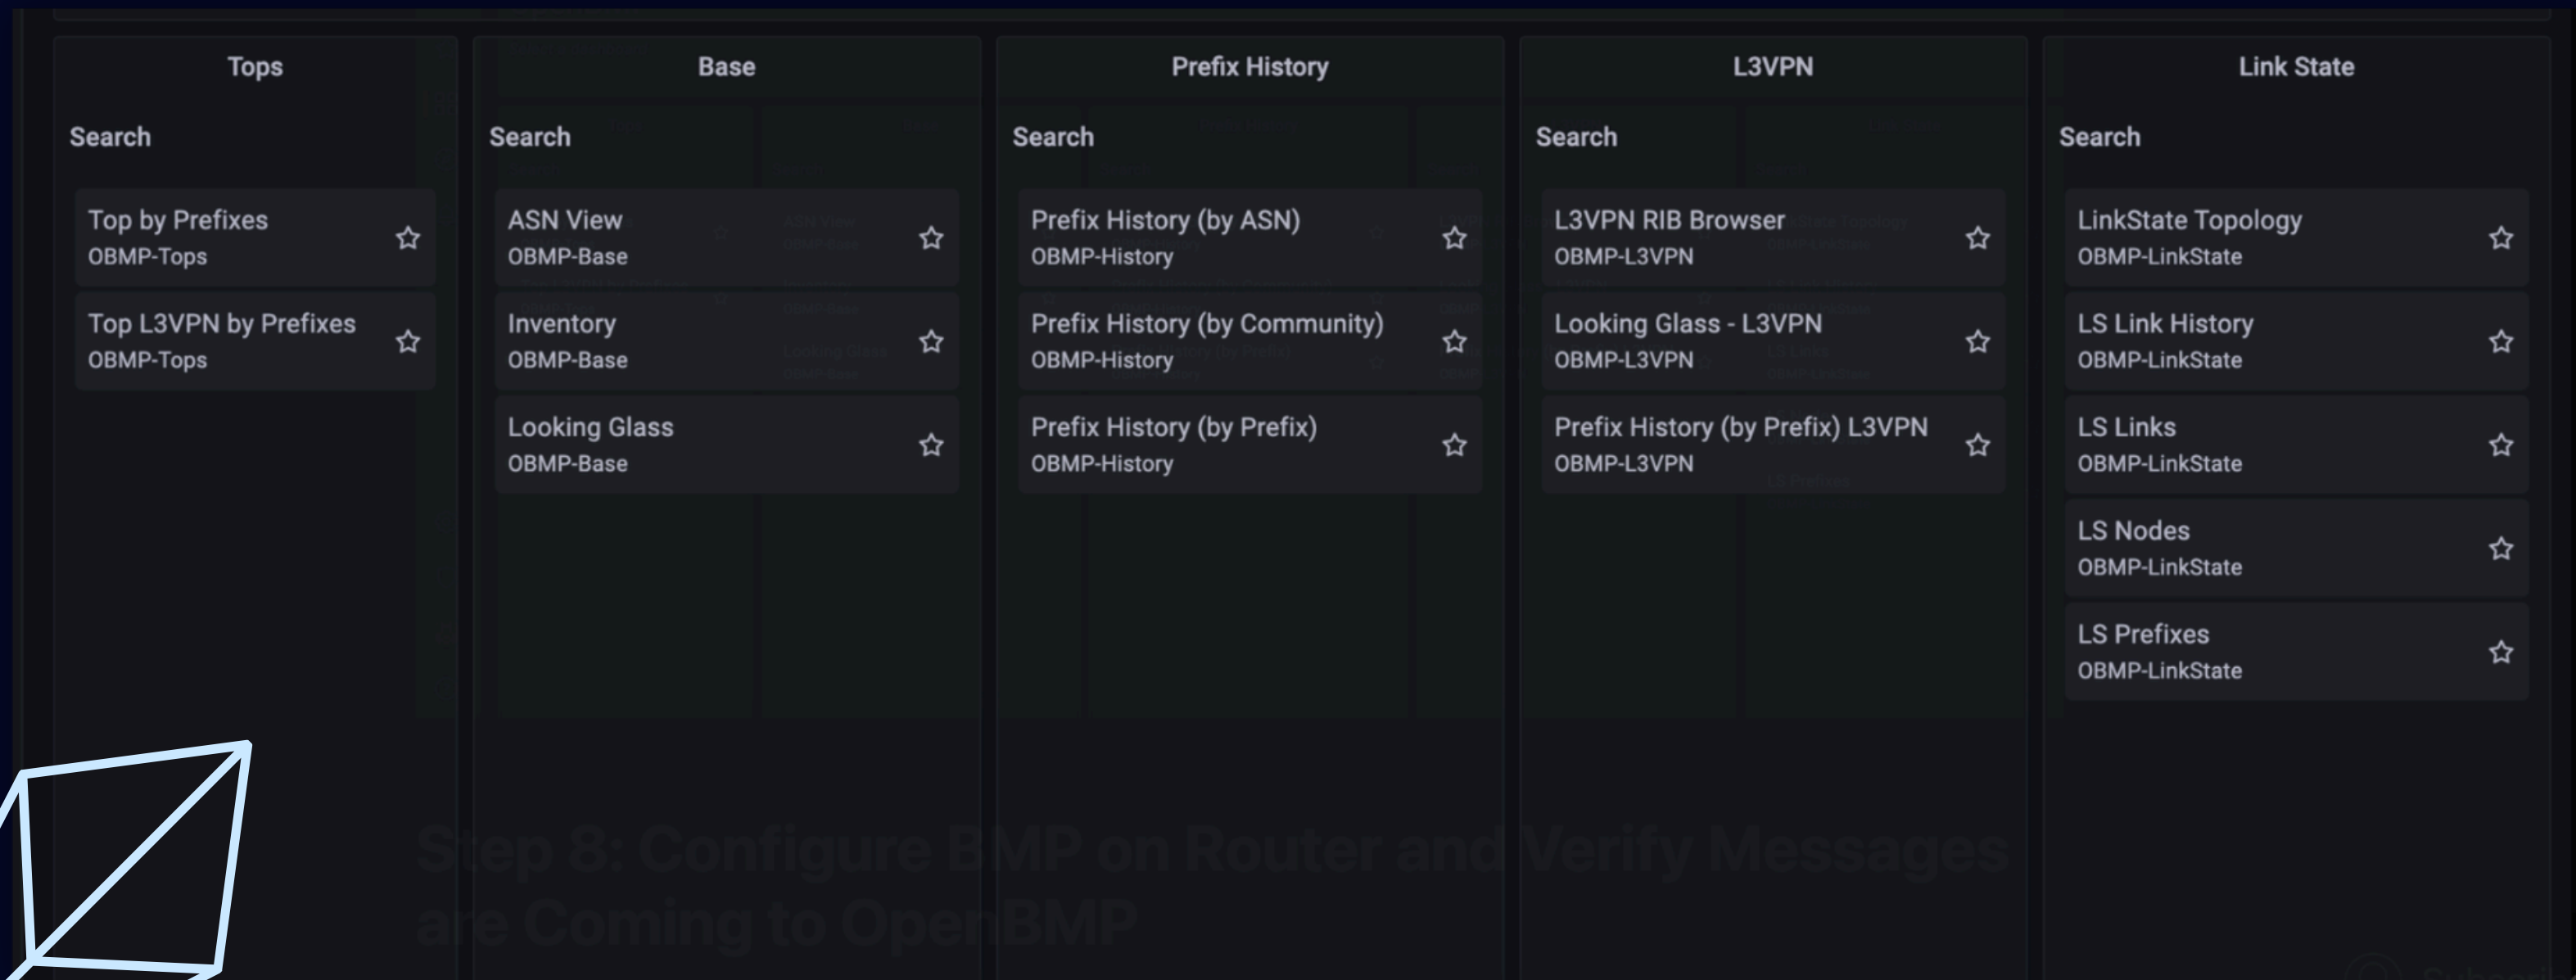 Tops
Search
Top by Prefixes
OBMP-Tops
Top L3VPN by Prefixes
OBMP-Tops
Base
Search
ASN View
OBMP-Base
Inventory
OBMP-Base
Looking Glass
OBMP-Base
Prefix History
Search
Prefix History (by ASN)
OBMP-History
Prefix History (by Community)
OBMP-History
Prefix History (by Prefix)
OBMP-History
L3VPN
Search
L3VPN RIB Browser
OBMP-L3VPN
Looking Glass - L3VPN
OBMP-L3VPN
Prefix History (by Prefix) L3VPN
OBMP-L3VPN
Link State
Search
LinkState Topology
OBMP-LinkState
LS Link History
OBMP-LinkState
LS Links
OBMP-LinkState
LS Nodes
OBMP-LinkState
LS Prefixes
OBMP-LinkState
Step 8: Configure BMP on Router and Verify Messages
are Coming to OpenBMP